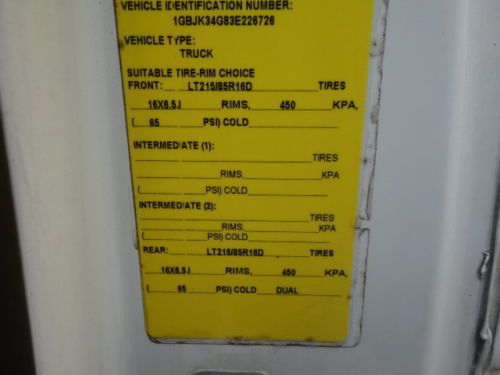 VEHICLE IDENTIFICATION NUMBER:
1GBJK34G83E226726
VEHICLE TYPE:
TRUCK
SUITABLE TIRE-RIM CHOICE
FRONT: LT215/85R16D TIRES
16X6.5J RIMS, 450 KPA,
( 65 PSI) COLD
INTERMEDIATE (1):
TIRES
RIMS, KPA
( PSI) COLD
INTERMEDIATE (2):
TIRES
RIMS, KPA
( PSI) COLD
REAR: LT215/85R16D TIRES
16X6.5J RIMS, 450 KPA,
( 65 PSI) COLD DUAL